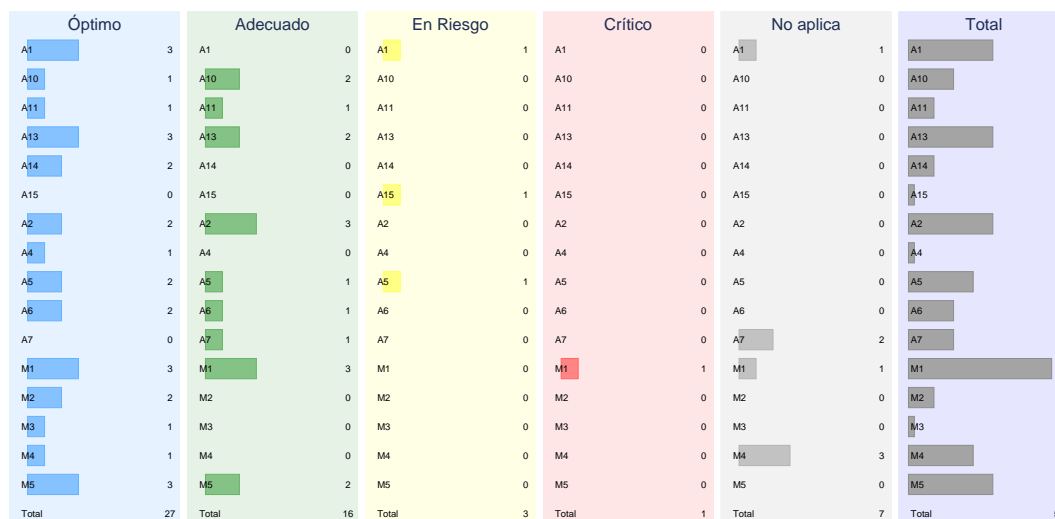 Óptimo Adecuado En Riesgo Crítico No aplica Total
A1 3 A1 0 A1 1 A1 0 A1 1 A1
A10 1 A10 2 A10 0 A10 0 A10 0 A10
A11 1 A11 1 A11 0 A11 0 A11 0 A11
A13 3 A13 2 A13 0 A13 0 A13 0 A13
A14 2 A14 0 A14 0 A14 0 A14 0 A14
A15 0 A15 0 A15 1 A15 0 A15 0 A15
A2 2 A2 3 A2 0 A2 0 A2 0 A2
A4 1 A4 0 A4 0 A4 0 A4 0 A4
A5 2 A5 1 A5 1 A5 0 A5 0 A5
A6 2 A6 1 A6 0 A6 0 A6 0 A6
A7 0 A7 1 A7 0 A7 0 A7 2 A7
M1 3 M1 3 M1 0 M1 1 M1 1 M1
M2 2 M2 0 M2 0 M2 0 M2 0 M2
M3 1 M3 0 M3 0 M3 0 M3 0 M3
M4 1 M4 0 M4 0 M4 0 M4 3 M4
M5 3 M5 2 M5 0 M5 0 M5 0 M5
Total 27 Total 16 Total 3 Total 1 Total 7 Total